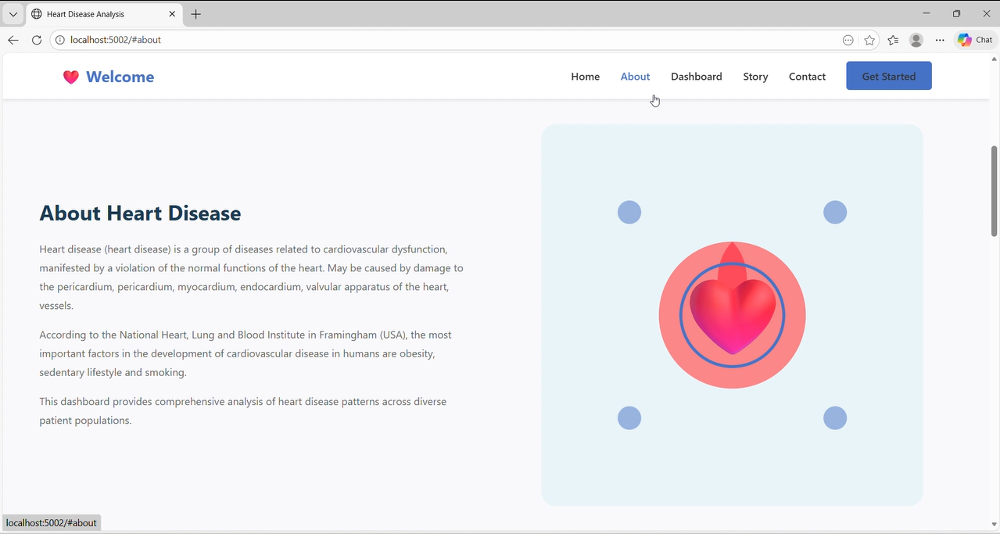 Heart Disease Analysis
localhost:5002/#about
Chat
Welcome
Home About Dashboard Story Contact Get Started
About Heart Disease
Heart disease (heart disease) is a group of diseases related to cardiovascular dysfunction,
manifested by a violation of the normal functions of the heart. May be caused by damage to
the pericardium, pericardium, myocardium, endocardium, valvular apparatus of the heart,
vessels.
According to the National Heart, Lung and Blood Institute in Framingham (USA), the most
important factors in the development of cardiovascular disease in humans are obesity,
sedentary lifestyle and smoking.
This dashboard provides comprehensive analysis of heart disease patterns across diverse
patient populations.
localhost:5002/#about